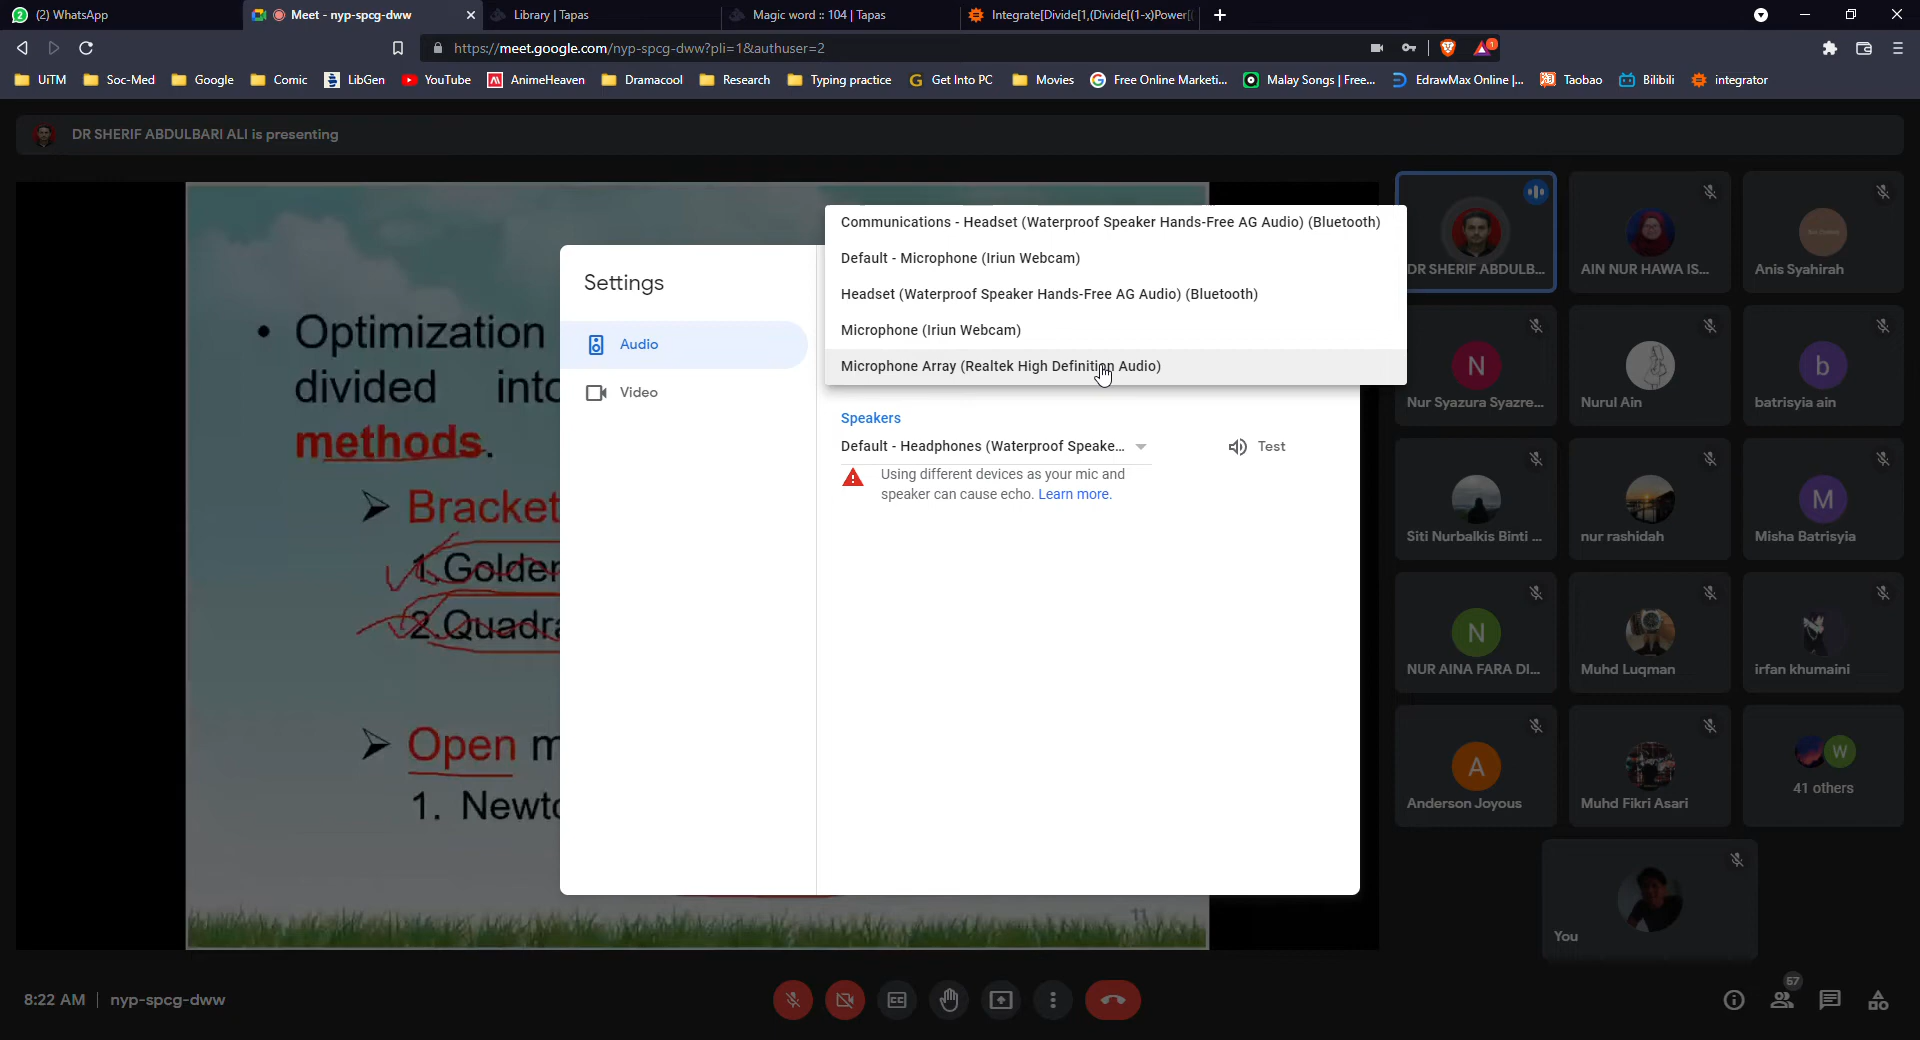 (2) WhatsApp
Meet - nyp-spcg-dww
Library | Tapas
Magic word :: 104 | Tapas
Integrate[Divide[1,(Divide[(1-x)Power[(
https://meet.google.com/nyp-spcg-dww?pli=1&authuser=2
1
UiTM
Soc-Med
Google
Comic
LibGen
YouTube
AnimeHeaven
Dramacool
Research
Typing practice
Get Into PC
Movies
Free Online Marketi...
Malay Songs | Free...
EdrawMax Online |...
Taobao
Bilibili
integrator
DR SHERIF ABDULBARI ALI is presenting
Communications - Headset (Waterproof Speaker Hands-Free AG Audio) (Bluetooth)
Default - Microphone (Iriun Webcam)
Headset (Waterproof Speaker Hands-Free AG Audio) (Bluetooth)
Microphone (Iriun Webcam)
Microphone Array (Realtek High Definition Audio)
Settings
Audio
Video
Speakers
Default - Headphones (Waterproof Speake...
Test
Using different devices as your mic and
speaker can cause echo. Learn more.
• Optimization
divided into
methods.
➢ Bracket
1.Golden
2.Quadra
➢ Open m
1. Newto
11
DR SHERIF ABDULB...
AIN NUR HAWA IS...
Anis Syahirah
N
Nur Syazura Syazre...
Nurul Ain
b
batrisyia ain
Siti Nurbalkis Binti ...
nur rashidah
M
Misha Batrisyia
N
NUR AINA FARA DI...
Muhd Luqman
irfan khumaini
A
Anderson Joyous
Muhd Fikri Asari
W
41 others
You
8:22 AM | nyp-spcg-dww
57